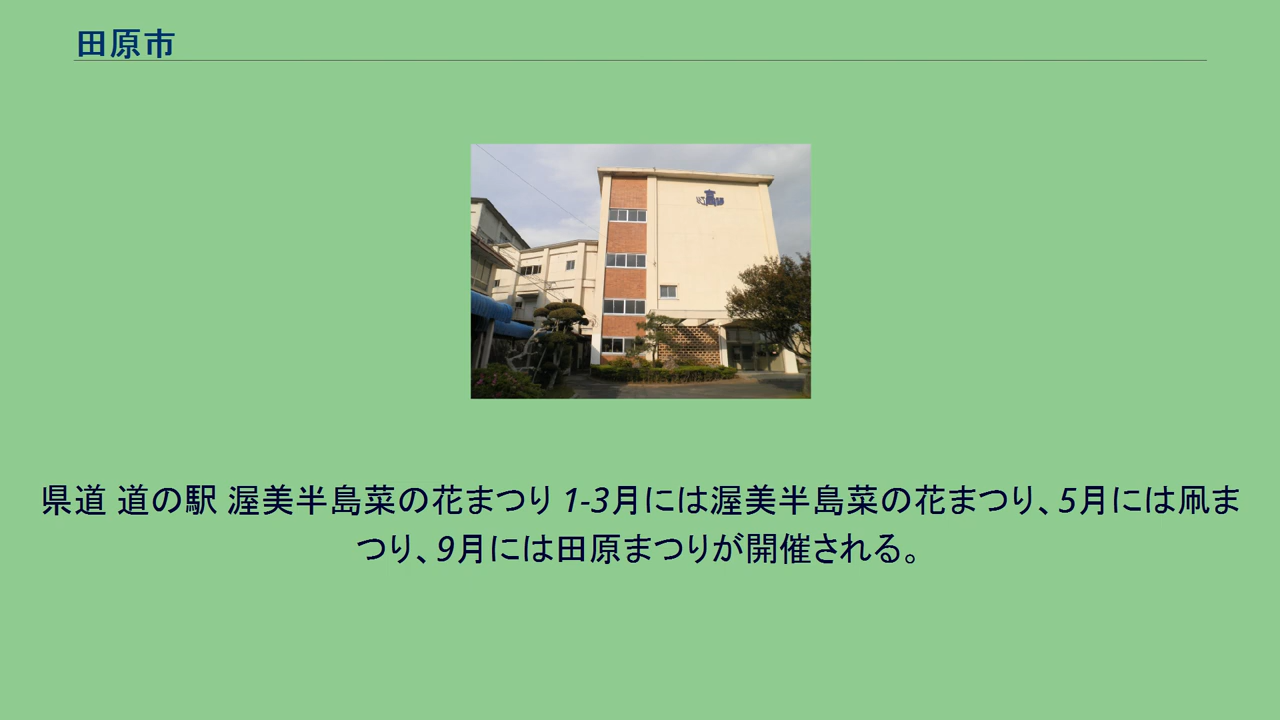 田原市
県道 道の駅 渥美半島菜の花まつり 1-3月には渥美半島菜の花まつり、5月には凧ま
つり、9月には田原まつりが開催される。